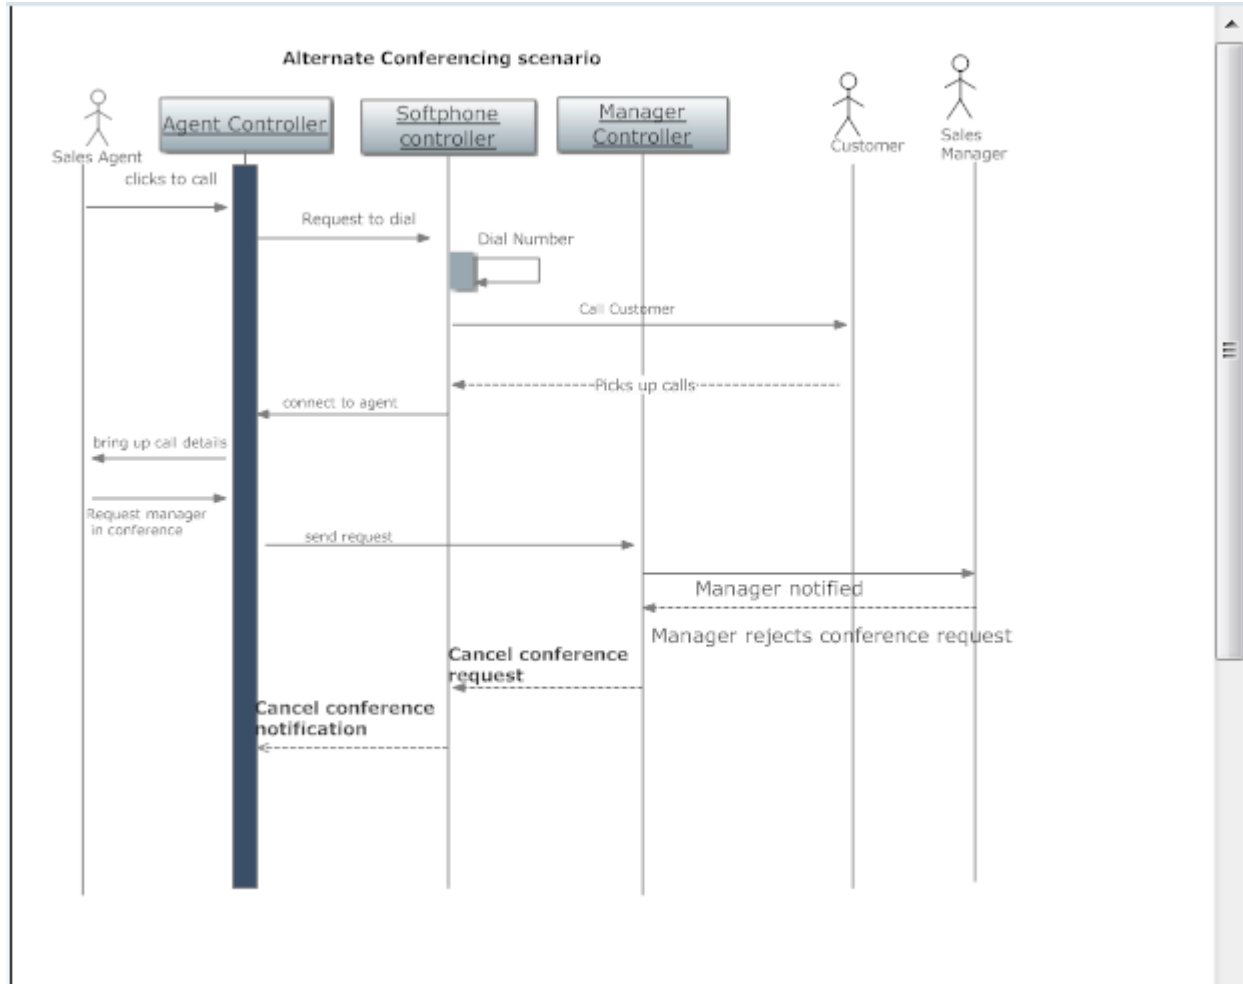 Alternate Conferencing scenario
Sales Agent
Agent Controller
Softphone
controller
Manager
Controller
Customer
Sales
Manager
clicks to call
Request to dial
Dial Number
Call Customer
Picks up calls
connect to agent
bring up call details
Request manager
in conference
send request
Manager notified
Manager rejects conference request
Cancel conference
request
Cancel conference
notification